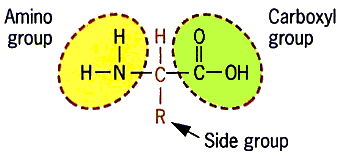 Amino
group
Carboxyl
group
H H O
H–N–C–C–OH
R
Side group